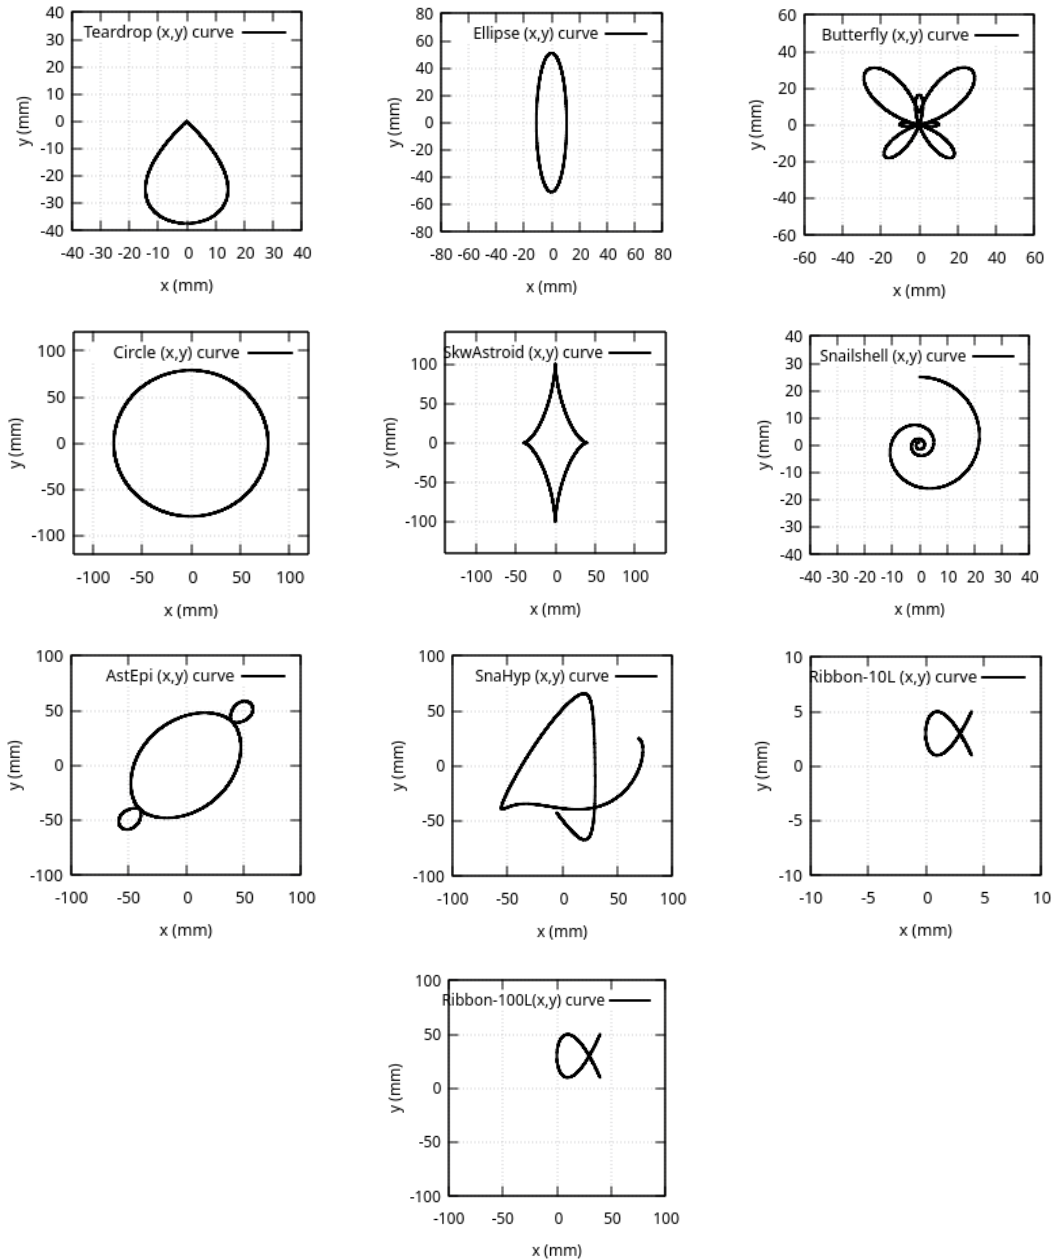 40
30
20
10
0
-10
-20
-30
-40
y (mm)
Teardrop (x,y) curve
-40 -30 -20 -10 0 10 20 30 40
x (mm)
80
60
40
20
0
-20
-40
-60
-80
y (mm)
Ellipse (x,y) curve
-80 -60 -40 -20 0 20 40 60 80
x (mm)
60
40
20
0
-20
-40
-60
y (mm)
Butterfly (x,y) curve
-60 -40 -20 0 20 40 60
x (mm)
100
50
0
-50
-100
y (mm)
Circle (x,y) curve
-100 -50 0 50 100
x (mm)
100
50
0
-50
-100
y (mm)
SkwAstroid (x,y) curve
-100 -50 0 50 100
x (mm)
40
30
20
10
0
-10
-20
-30
-40
y (mm)
Snailshell (x,y) curve
-40 -30 -20 -10 0 10 20 30 40
x (mm)
100
50
0
-50
-100
y (mm)
AstEpi (x,y) curve
-100 -50 0 50 100
x (mm)
100
50
0
-50
-100
y (mm)
SnaHyp (x,y) curve
-100 -50 0 50 100
x (mm)
10
5
0
-5
-10
y (mm)
Ribbon-10L (x,y) curve
-10 -5 0 5 10
x (mm)
100
50
0
-50
-100
y (mm)
Ribbon-100L(x,y) curve
-100 -50 0 50 100
x (mm)